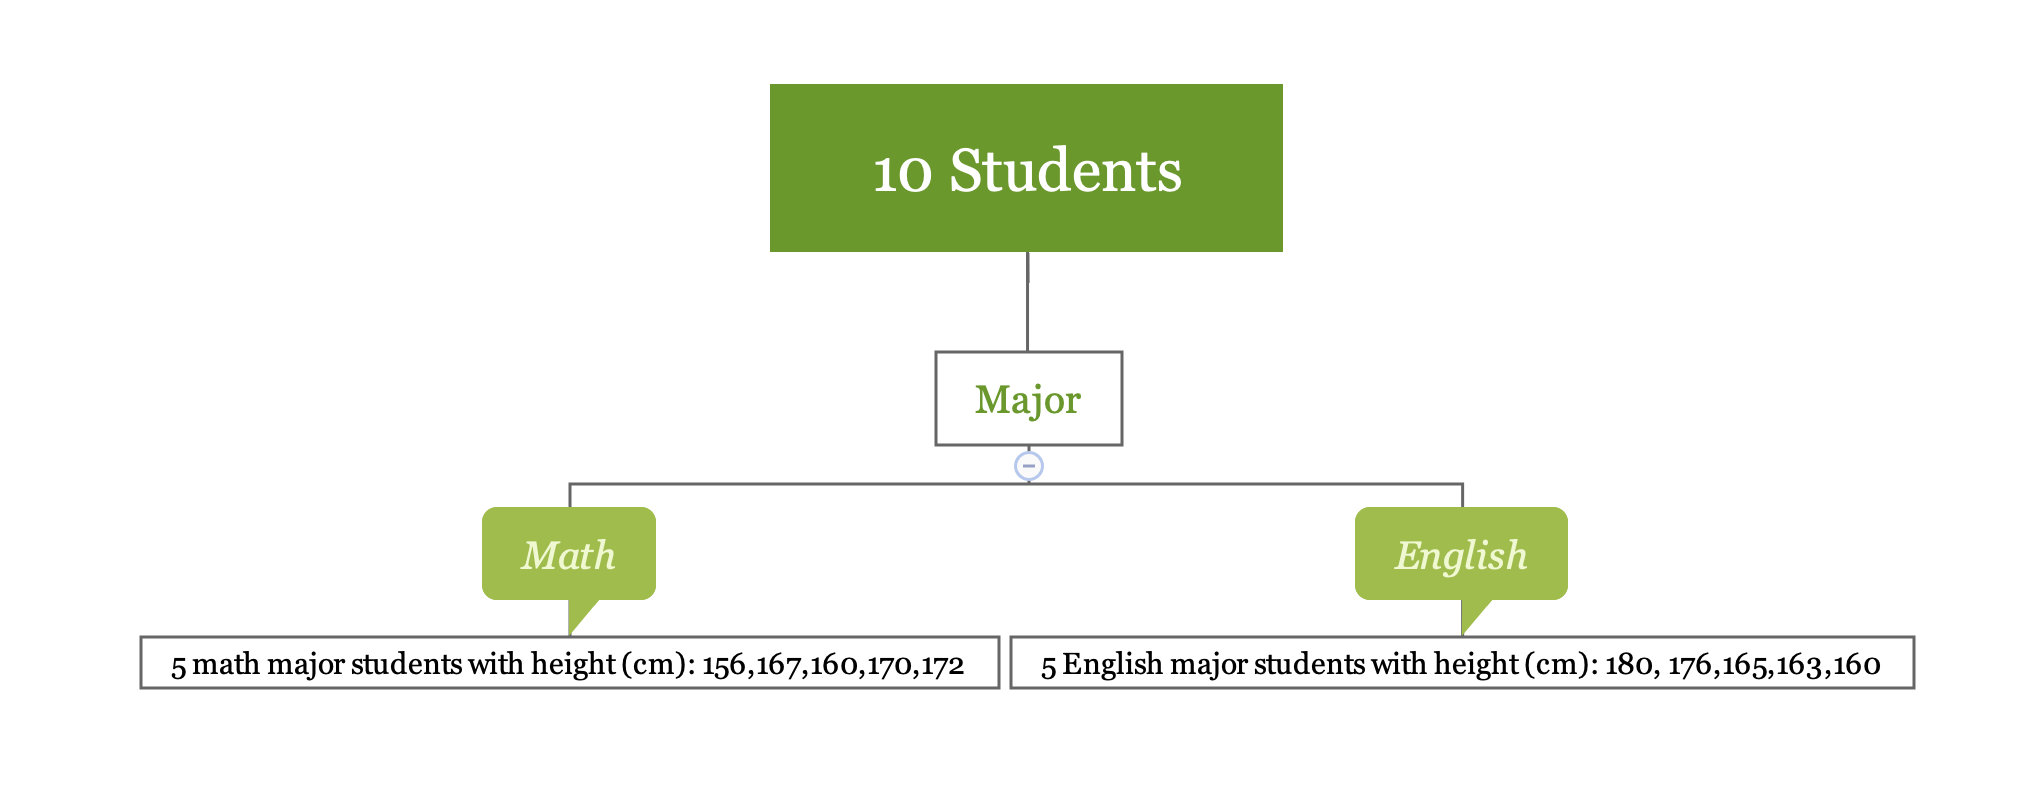 10 Students
Major
Math
English
5 math major students with height (cm): 156,167,160,170,172
5 English major students with height (cm): 180, 176,165,163,160